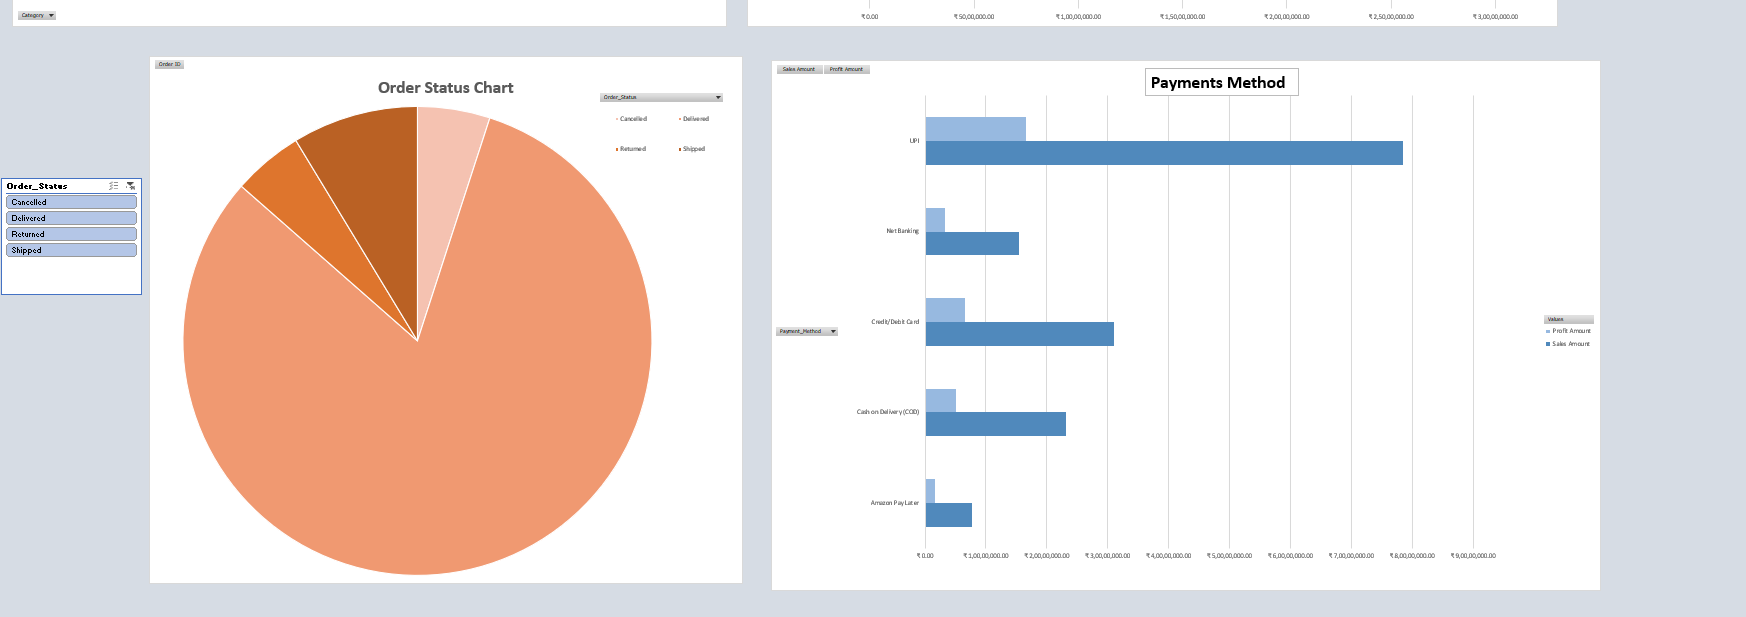 Category
₹ 0.00 ₹ 50,00,000.00 ₹ 1,00,00,000.00 ₹ 1,50,00,000.00 ₹ 2,00,00,000.00 ₹ 2,50,00,000.00 ₹ 3,00,00,000.00
Order ID
Order Status Chart
Order_Status
Cancelled Delivered
Returned Shipped
Order_Status
Cancelled
Delivered
Returned
Shipped
Sales Amount Profit Amount
Payments Method
UPI
Net Banking
Credit/Debit Card
Payment_Method
Cash on Delivery (COD)
Amazon Pay Later
Values
Profit Amount
Sales Amount
₹ 0.00 ₹ 1,00,00,000.00 ₹ 2,00,00,000.00 ₹ 3,00,00,000.00 ₹ 4,00,00,000.00 ₹ 5,00,00,000.00 ₹ 6,00,00,000.00 ₹ 7,00,00,000.00 ₹ 8,00,00,000.00 ₹ 9,00,00,000.00